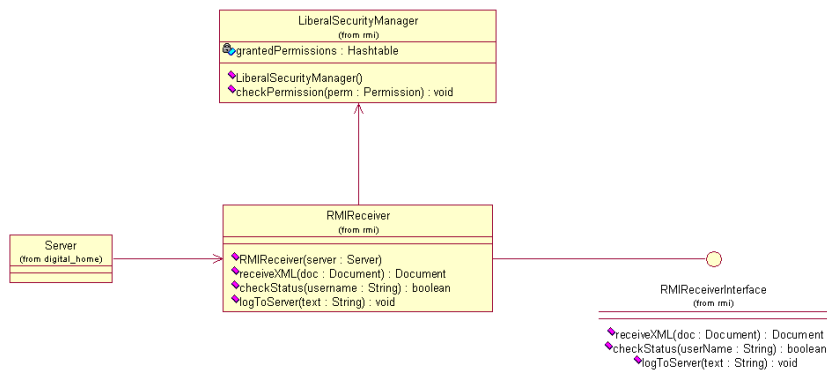 LiberalSecurityManager
(from rmi)
grantedPermissions : Hashtable
LiberalSecurityManager()
checkPermission(perm : Permission) : void
RMIReceiver
(from rmi)
RMIReceiver(server : Server)
receiveXML(doc : Document) : Document
checkStatus(username : String) : boolean
logToServer(text : String) : void
Server
(from digital_home)
RMIReceiverInterface
(from rmi)
receiveXML(doc : Document) : Document
checkStatus(userName : String) : boolean
logToServer(text : String) : void